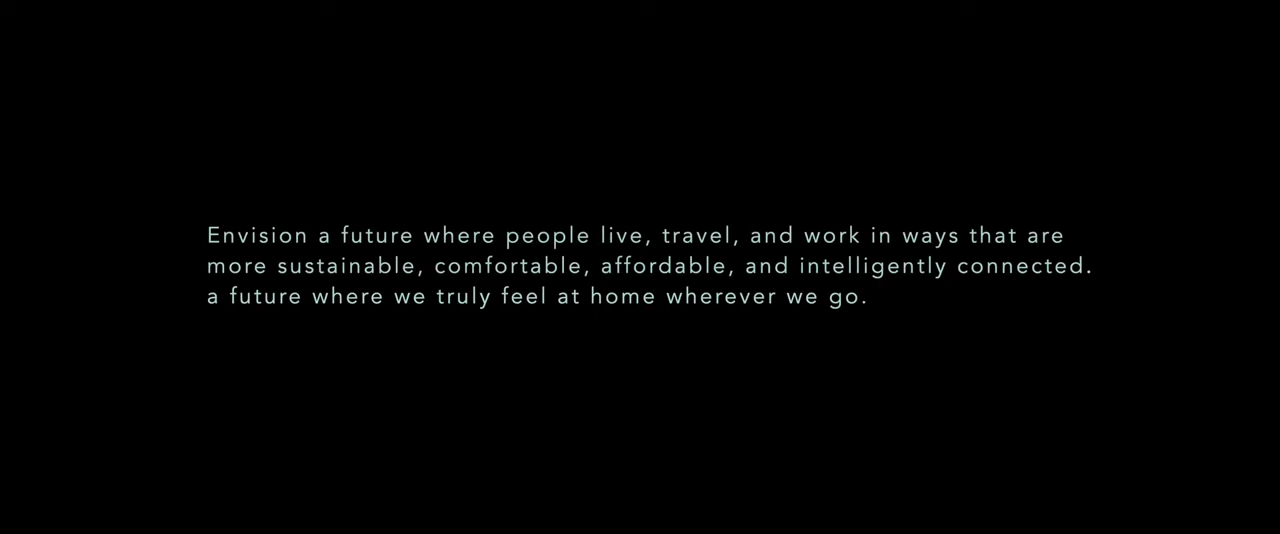 Envision a future where people live, travel, and work in ways that are
more sustainable, comfortable, affordable, and intelligently connected.
a future where we truly feel at home wherever we go.